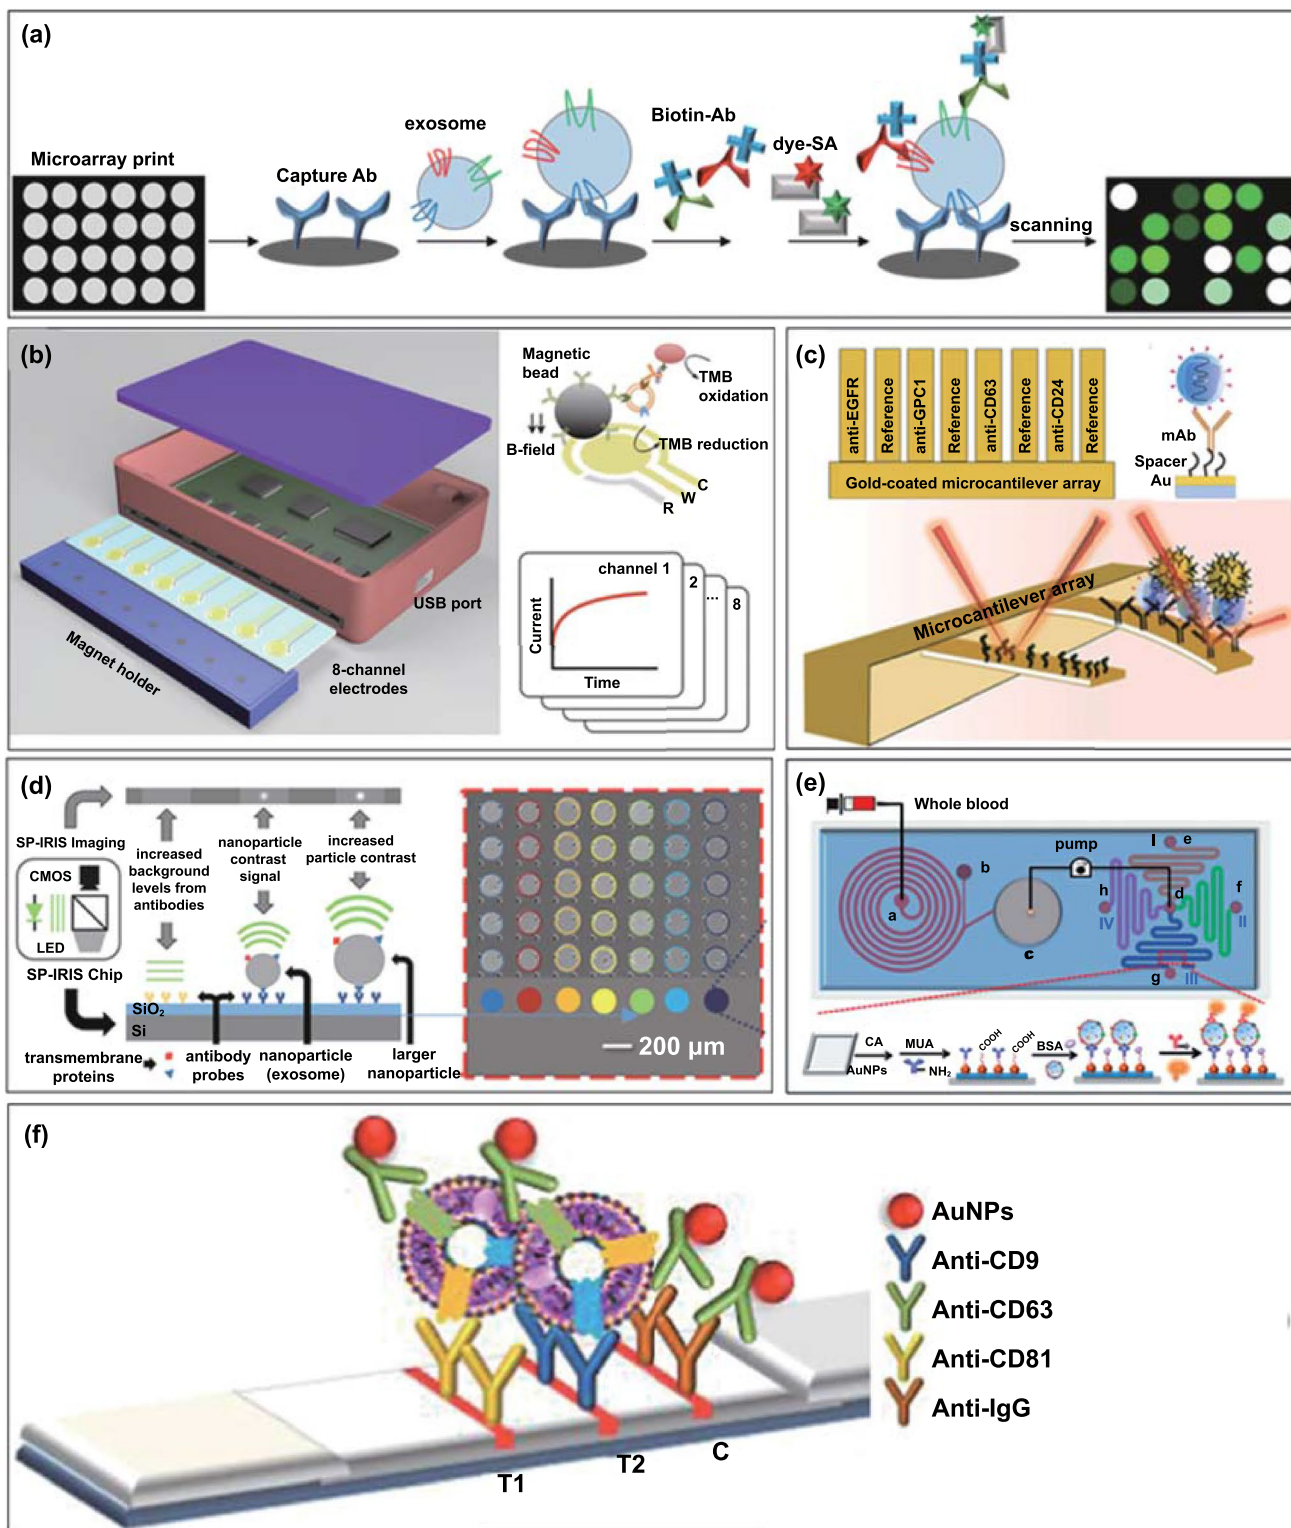 (a)
Microarray print
Capture Ab
exosome
Biotin-Ab
dye-SA
scanning
(b)
USB port
8-channel
electrodes
Magnet holder
Magnetic
bead
TMB
oxidation
B-field
TMB reduction
C
W
R
channel 1
2
...
8
Current
Time
(c)
anti-EGFR
Reference
anti-GPC1
Reference
anti-CD63
Reference
anti-CD24
Reference
Gold-coated microcantilever array
mAb
Spacer
Au
Microcantilever array
(d)
SP-IRIS Imaging
CMOS
LED
SP-IRIS Chip
increased
background
levels from
antibodies
nanoparticle
contrast
signal
increased
particle contrast
SiO₂
Si
transmembrane
proteins
antibody
probes
nanoparticle
(exosome)
larger
nanoparticle
200 µm
(e)
Whole blood
pump
a
b
c
d
I
e
f
II
g
III
h
IV
CA
AuNPs
MUA
NH₂
COOH
COOH
BSA
(f)
T1
T2
C
AuNPs
Anti-CD9
Anti-CD63
Anti-CD81
Anti-IgG